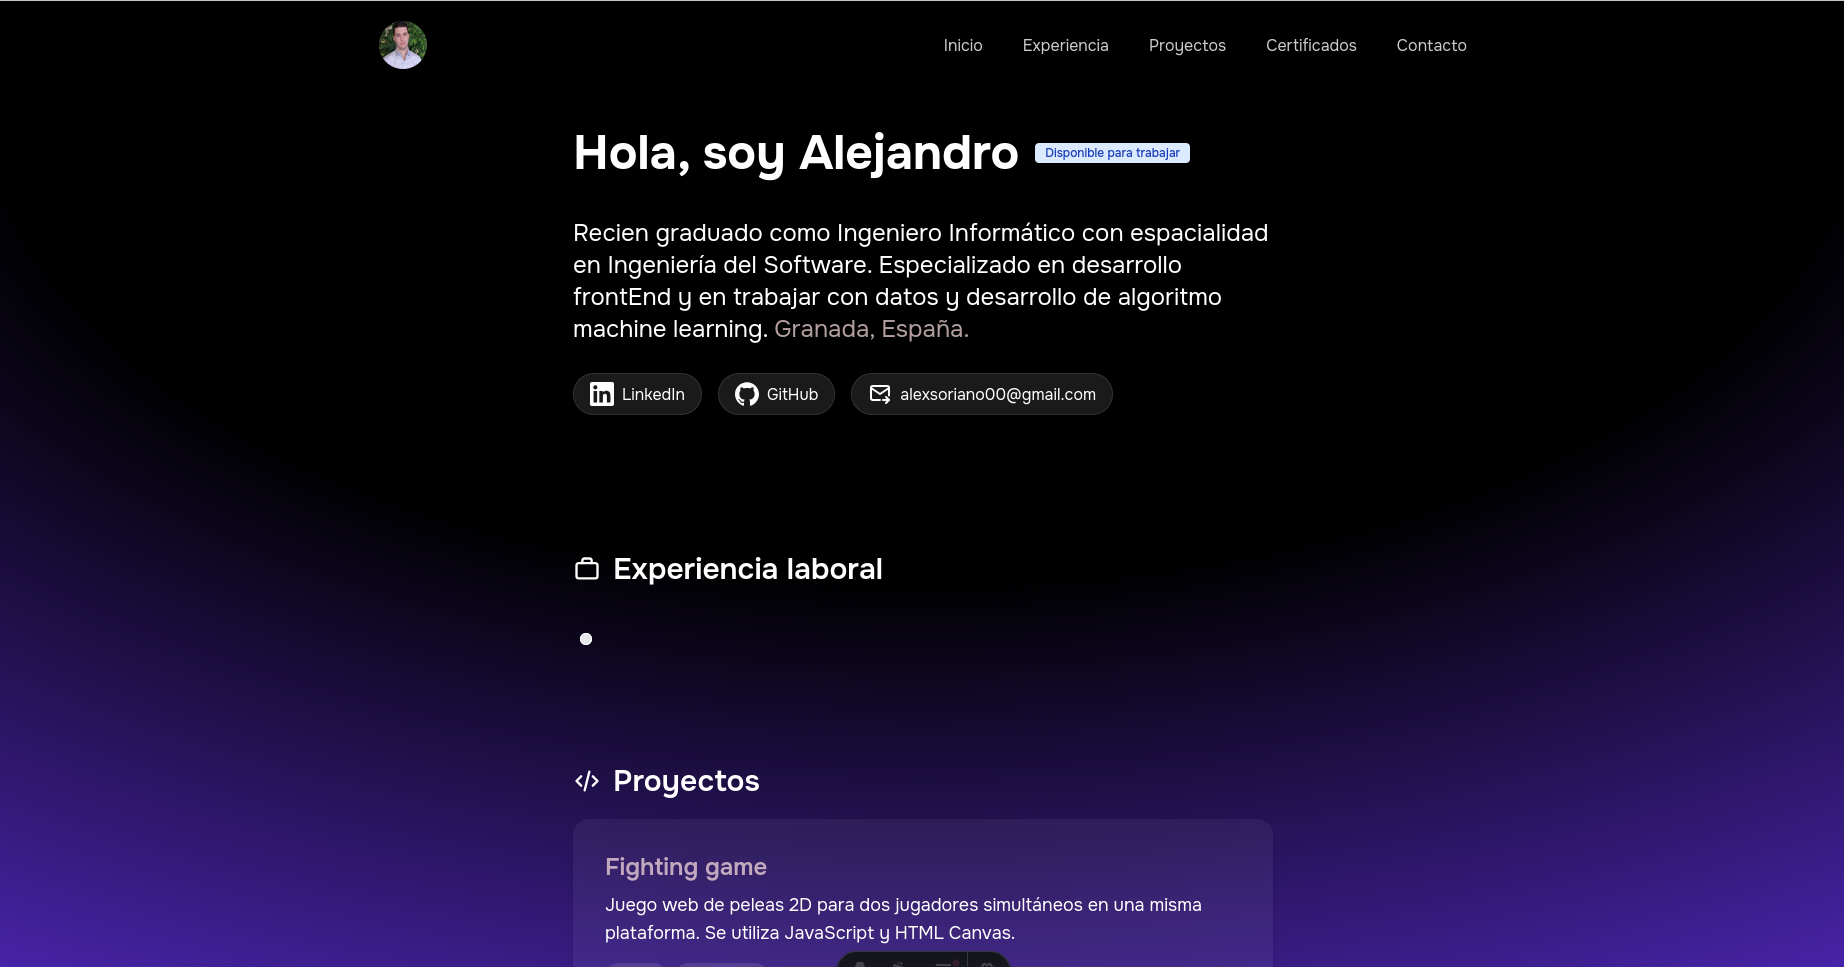 Inicio Experiencia Proyectos Certificados Contacto
Hola, soy Alejandro Disponible para trabajar
Recien graduado como Ingeniero Informático con espacialidad
en Ingeniería del Software. Especializado en desarrollo
frontEnd y en trabajar con datos y desarrollo de algoritmo
machine learning. Granada, España.
LinkedIn GitHub alexsoriano00@gmail.com
Experiencia laboral
Proyectos
Fighting game
Juego web de peleas 2D para dos jugadores simultáneos en una misma
plataforma. Se utiliza JavaScript y HTML Canvas.